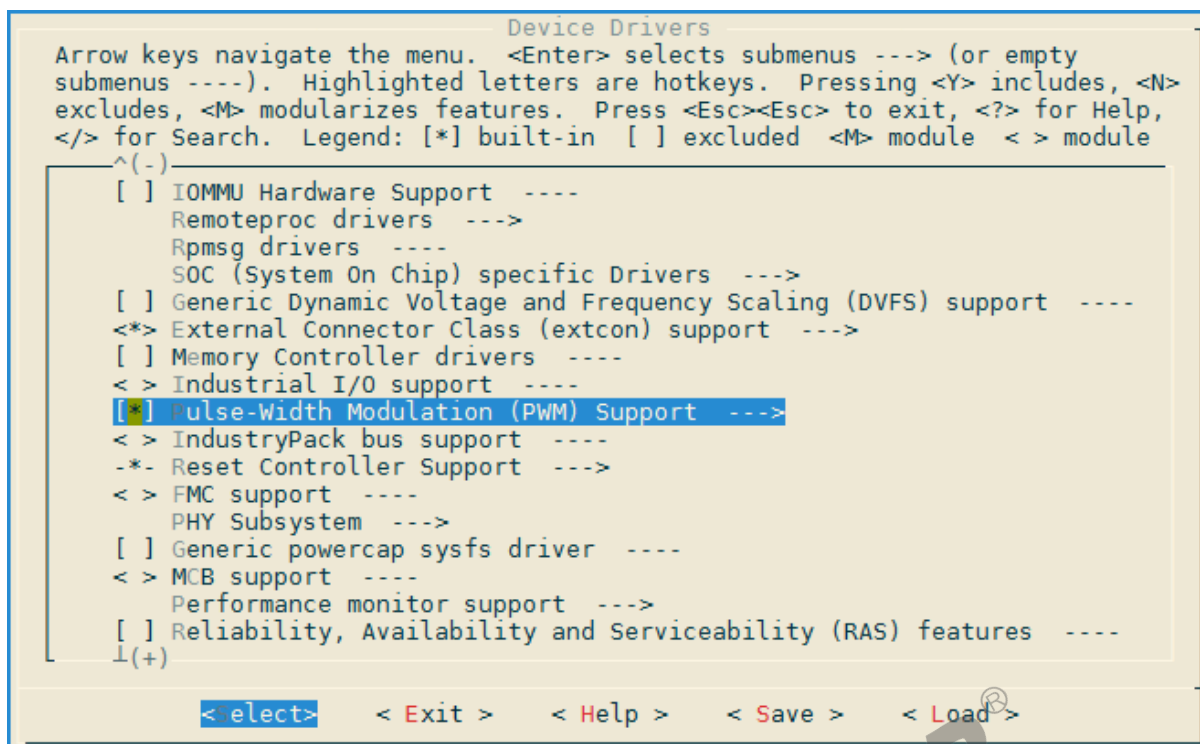 Device Drivers
Arrow keys navigate the menu.  <Enter> selects submenus ---> (or empty
submenus ----).  Highlighted letters are hotkeys.  Pressing <Y> includes, <N>
excludes, <M> modularizes features.  Press <Esc><Esc> to exit, <?> for Help,
</> for Search.  Legend: [*] built-in  [ ] excluded  <M> module  < > module
^(-)
[ ] IOMMU Hardware Support  ----
    Remoteproc drivers  --->
    Rpmsg drivers  ----
    SOC (System On Chip) specific Drivers  --->
[ ] Generic Dynamic Voltage and Frequency Scaling (DVFS) support  ----
<*> External Connector Class (extcon) support  --->
[ ] Memory Controller drivers  ----
< > Industrial I/O support  ----
[*] Pulse-Width Modulation (PWM) Support  --->
< > IndustryPack bus support  ----
-*- Reset Controller Support  --->
< > FMC support  ----
    PHY Subsystem  --->
[ ] Generic powercap sysfs driver  ----
< > MCB support  ----
    Performance monitor support  --->
[ ] Reliability, Availability and Serviceability (RAS) features  ----
┴(+)
<Select>    < Exit >    < Help >    < Save >    < Load >
®